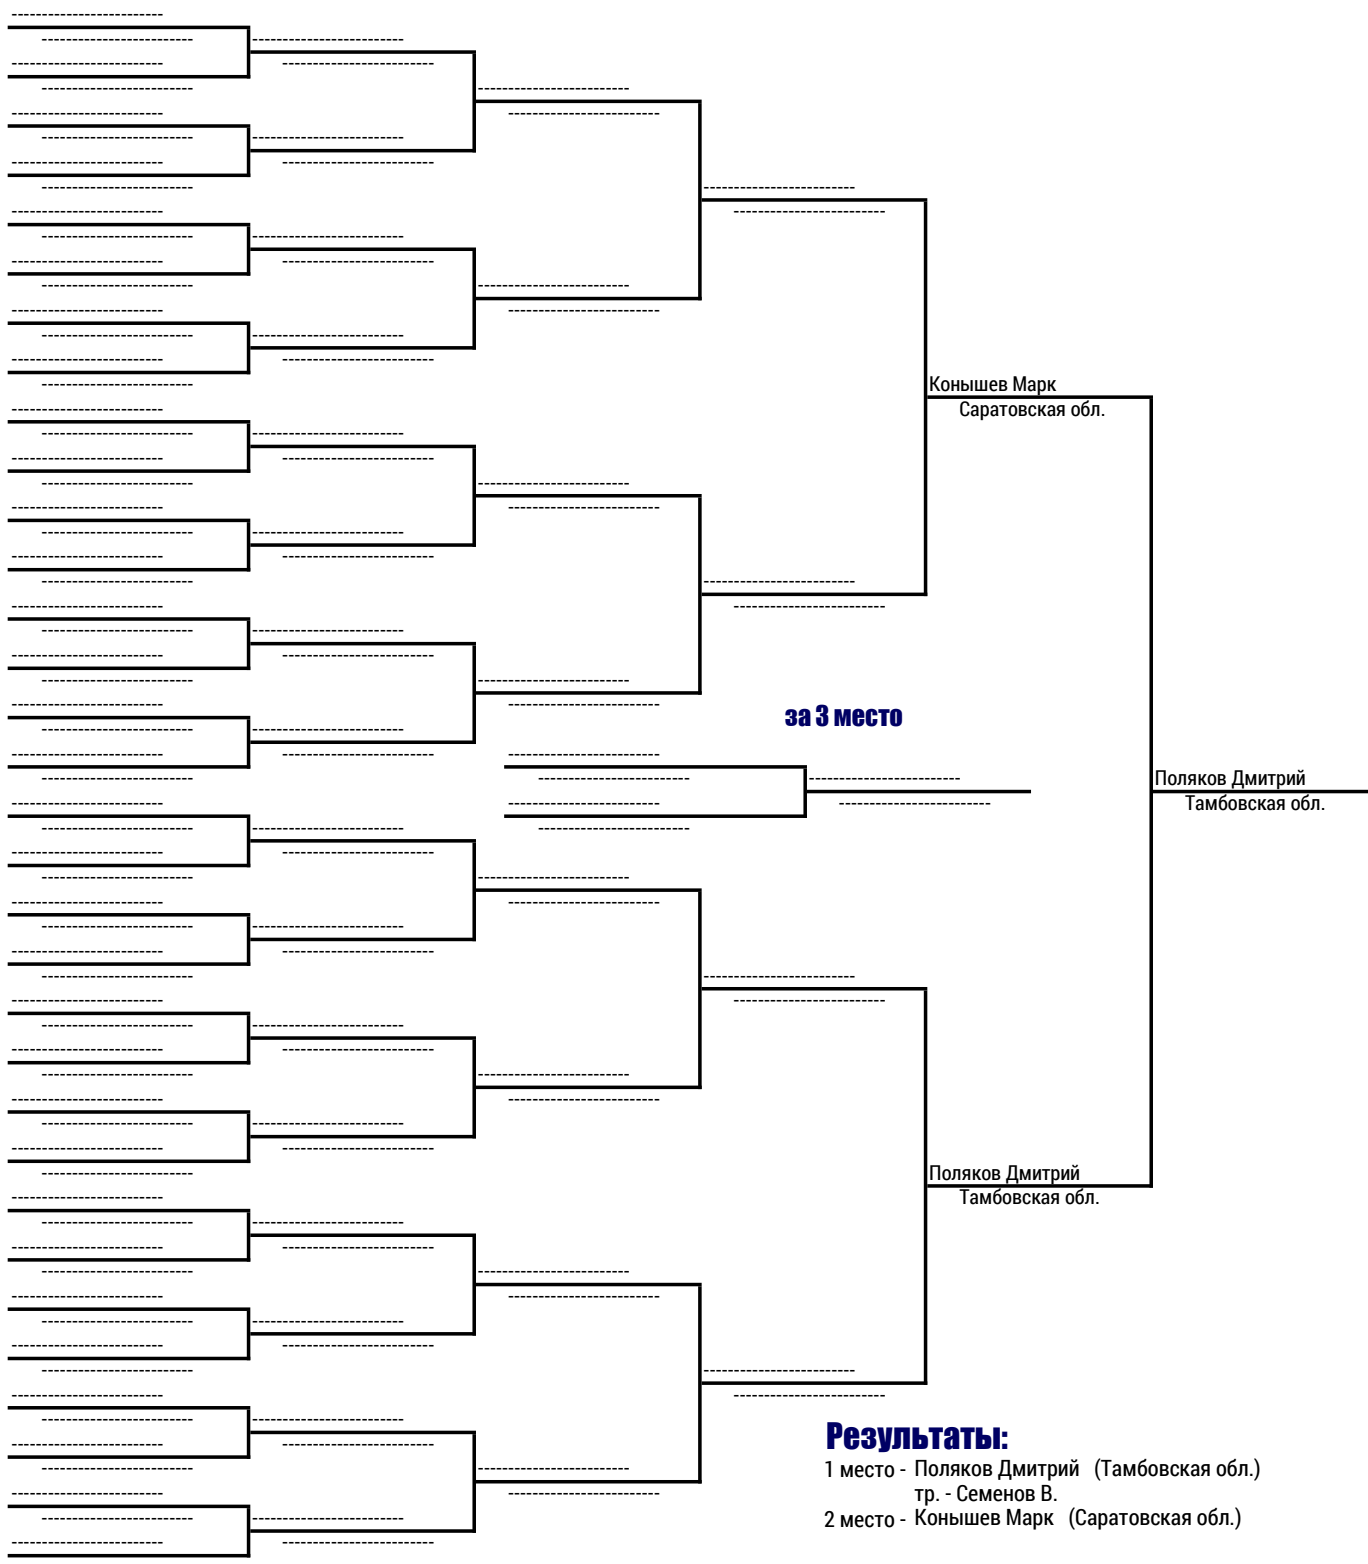 Конышев Марк
Саратовская обл.
за 3 место
Поляков Дмитрий
Тамбовская обл.
Поляков Дмитрий
Тамбовская обл.
Результаты:
1 место - Поляков Дмитрий (Тамбовская обл.)
тр. - Семенов В.
2 место - Конышев Марк (Саратовская обл.)